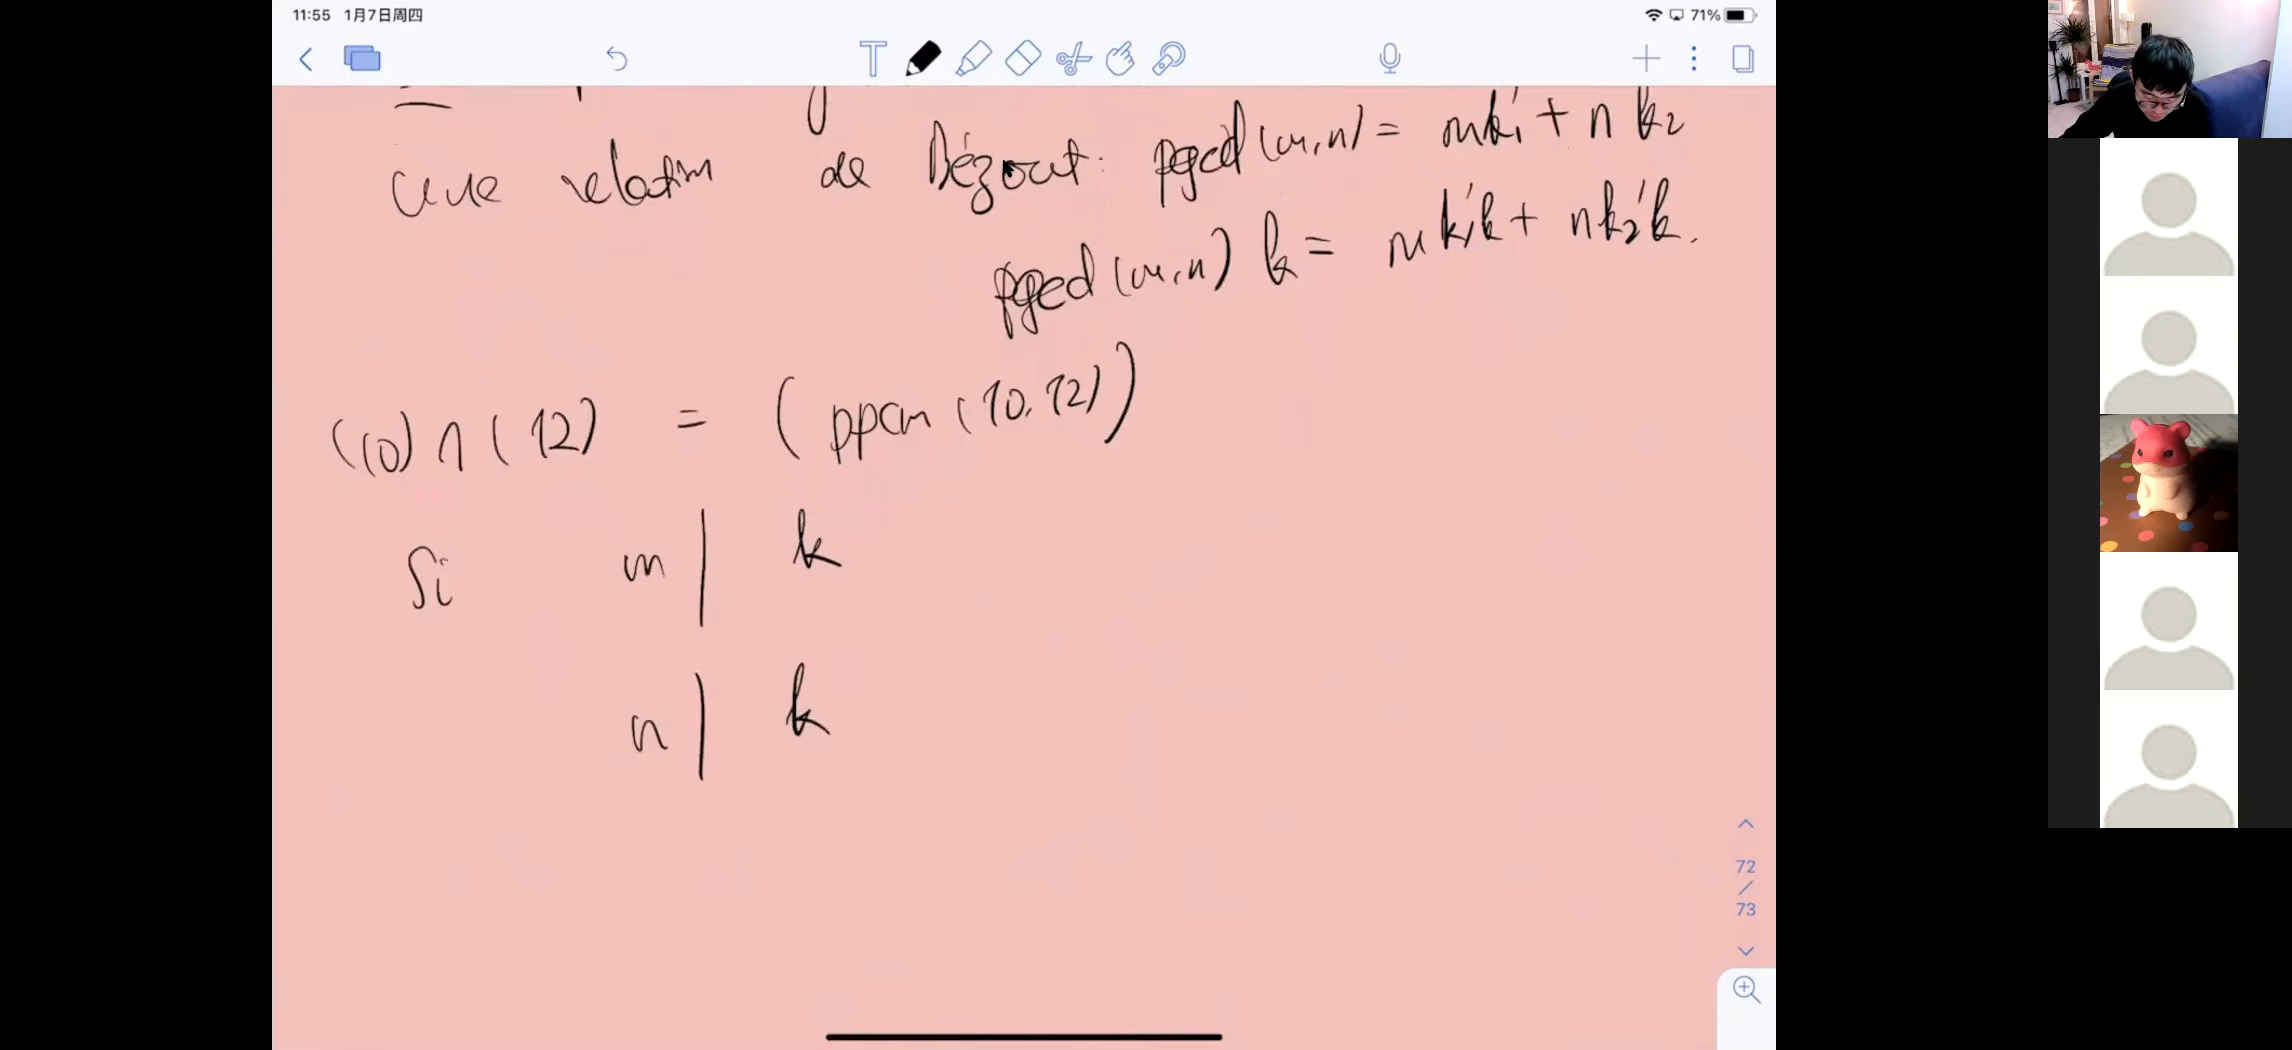 11:55 1月7日周四 71%
une relation de Bézout: pgcd(m,n) = mk₁' + nk₂'
pgcd(m,n) k = mk₁'k + nk₂'k.
(10) ∩ (12) = (ppcm(10,12))
Si m | k
n | k
72
/
73